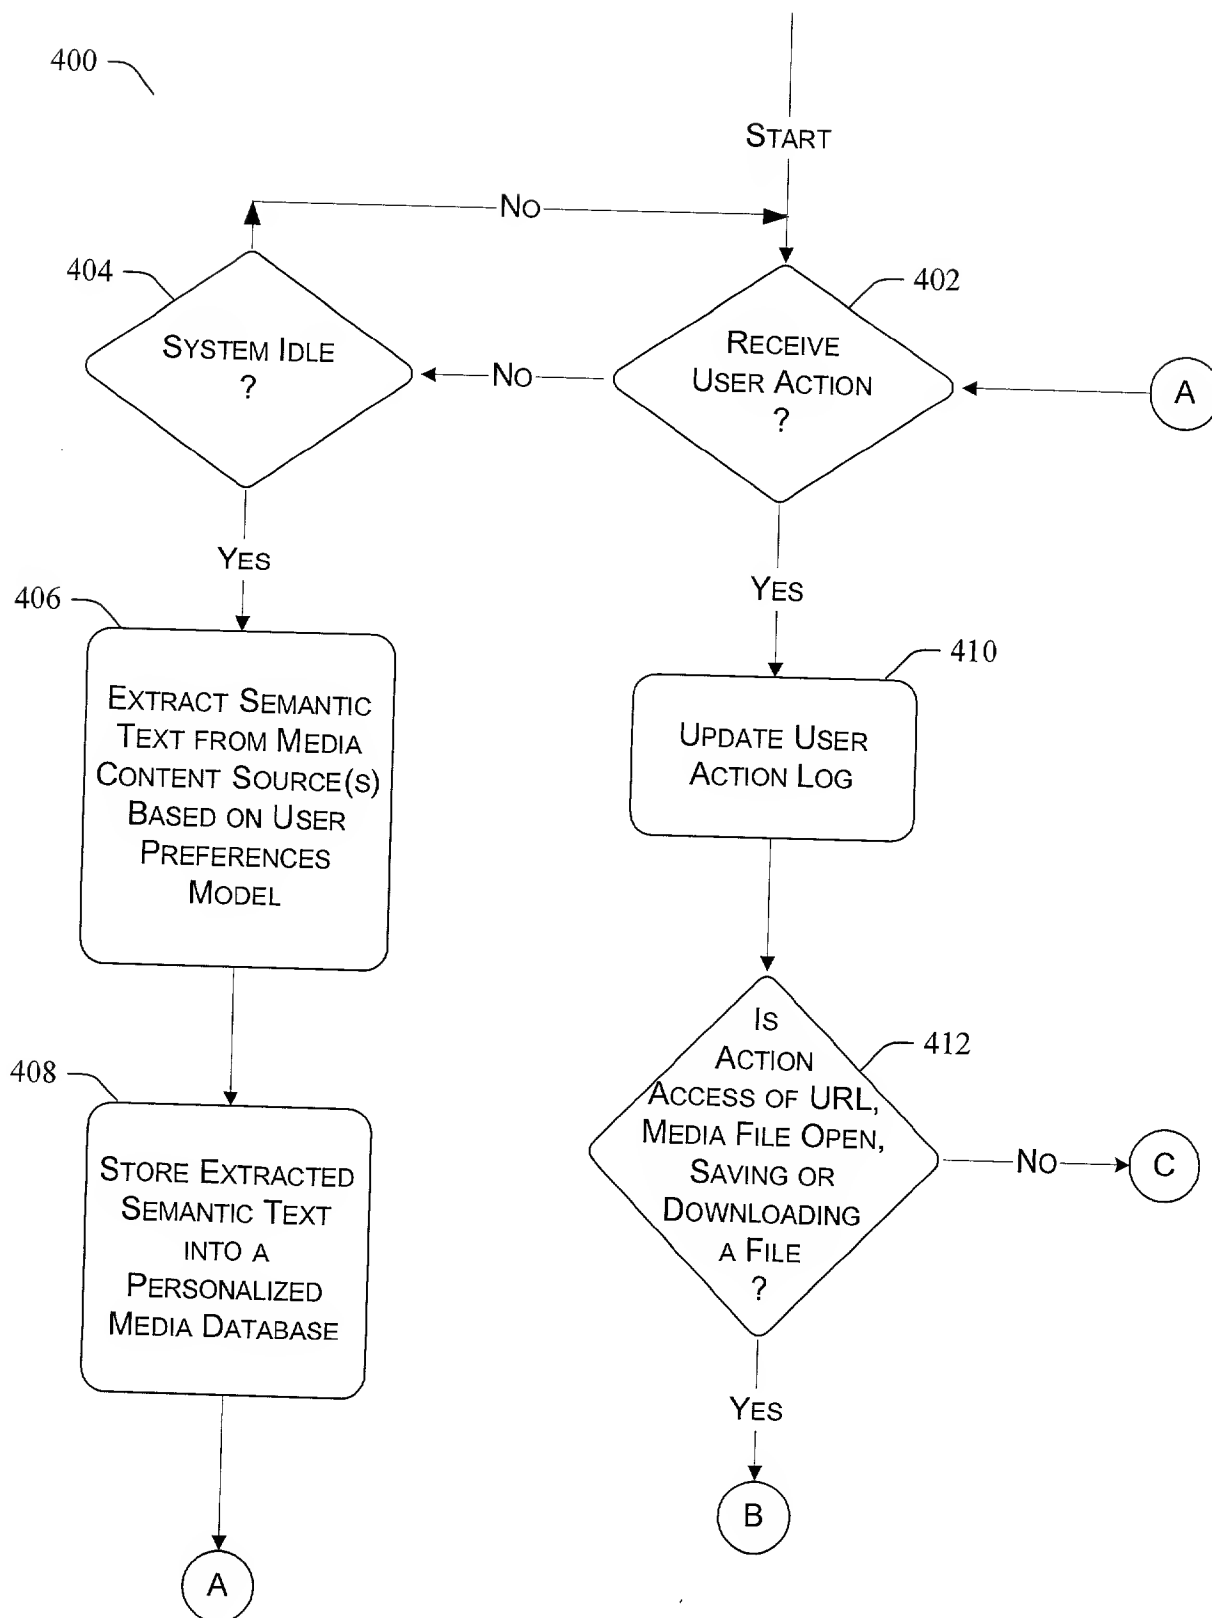 400
START
NO
404
402
SYSTEM IDLE
?
NO
RECEIVE
USER ACTION
?
A
YES
YES
406
EXTRACT SEMANTIC
TEXT FROM MEDIA
CONTENT SOURCE(S)
BASED ON USER
PREFERENCES
MODEL
410
UPDATE USER
ACTION LOG
408
STORE EXTRACTED
SEMANTIC TEXT
INTO A
PERSONALIZED
MEDIA DATABASE
412
IS
ACTION
ACCESS OF URL,
MEDIA FILE OPEN,
SAVING OR
DOWNLOADING
A FILE
?
NO
C
YES
B
A